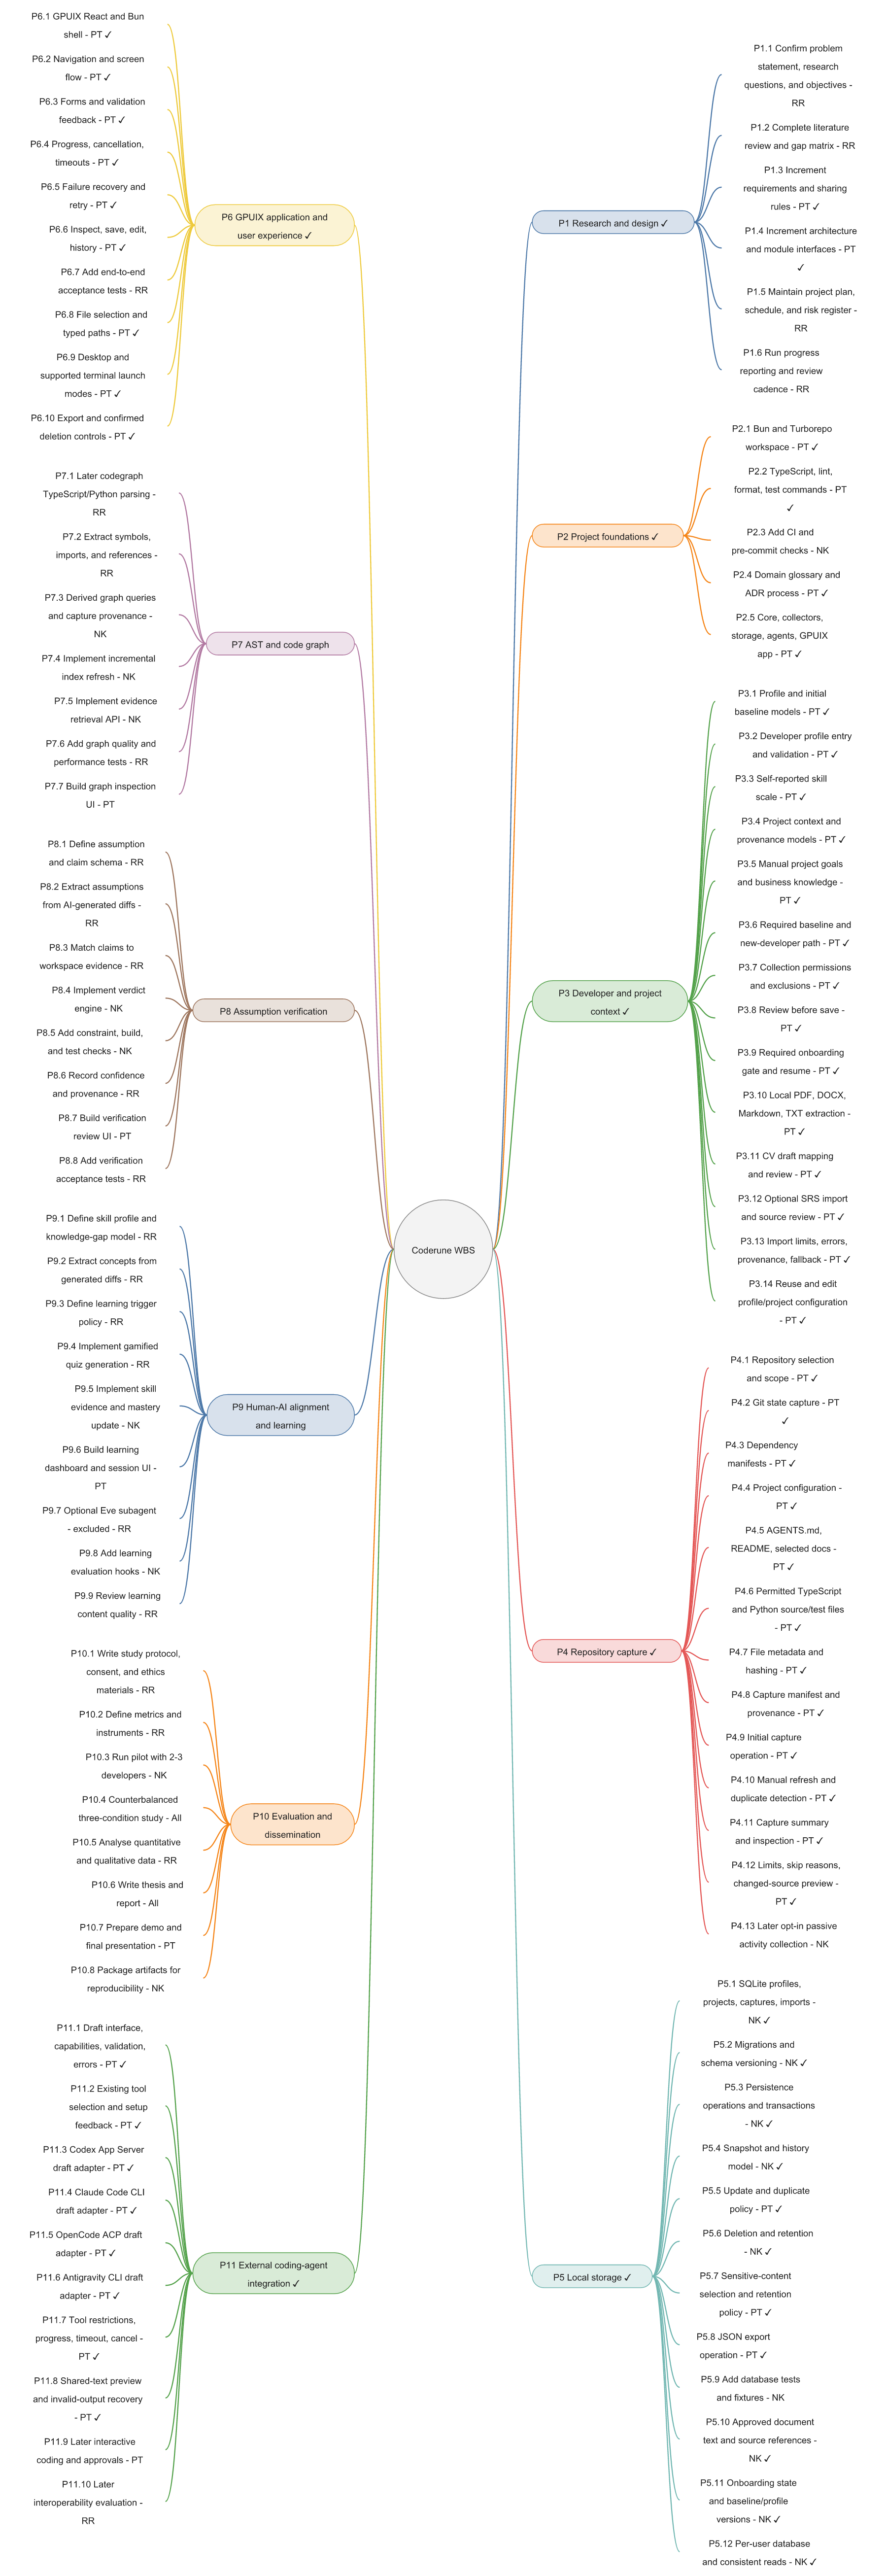 Coderune WBS
P1 Research and design ✓
P1.1 Confirm problem
statement, research
questions, and objectives -
RR
P1.2 Complete literature
review and gap matrix - RR
P1.3 Increment
requirements and sharing
rules - PT ✓
P1.4 Increment architecture
and module interfaces - PT
✓
P1.5 Maintain project plan,
schedule, and risk register -
RR
P1.6 Run progress
reporting and review
cadence - RR
P2 Project foundations ✓
P2.1 Bun and Turborepo
workspace - PT ✓
P2.2 TypeScript, lint,
format, test commands - PT
✓
P2.3 Add CI and
pre-commit checks - NK
P2.4 Domain glossary and
ADR process - PT ✓
P2.5 Core, collectors,
storage, agents, GPUIX
app - PT ✓
P3 Developer and project
context ✓
P3.1 Profile and initial
baseline models - PT ✓
P3.2 Developer profile entry
and validation - PT ✓
P3.3 Self-reported skill
scale - PT ✓
P3.4 Project context and
provenance models - PT ✓
P3.5 Manual project goals
and business knowledge -
PT ✓
P3.6 Required baseline and
new-developer path - PT ✓
P3.7 Collection permissions
and exclusions - PT ✓
P3.8 Review before save -
PT ✓
P3.9 Required onboarding
gate and resume - PT ✓
P3.10 Local PDF, DOCX,
Markdown, TXT extraction -
PT ✓
P3.11 CV draft mapping
and review - PT ✓
P3.12 Optional SRS import
and source review - PT ✓
P3.13 Import limits, errors,
provenance, fallback - PT ✓
P3.14 Reuse and edit
profile/project configuration
- PT ✓
P4 Repository capture ✓
P4.1 Repository selection
and scope - PT ✓
P4.2 Git state capture - PT
✓
P4.3 Dependency
manifests - PT ✓
P4.4 Project configuration -
PT ✓
P4.5 AGENTS.md,
README, selected docs -
PT ✓
P4.6 Permitted TypeScript
and Python source/test files
- PT ✓
P4.7 File metadata and
hashing - PT ✓
P4.8 Capture manifest and
provenance - PT ✓
P4.9 Initial capture
operation - PT ✓
P4.10 Manual refresh and
duplicate detection - PT ✓
P4.11 Capture summary
and inspection - PT ✓
P4.12 Limits, skip reasons,
changed-source preview -
PT ✓
P4.13 Later opt-in passive
activity collection - NK
P5 Local storage ✓
P5.1 SQLite profiles,
projects, captures, imports -
NK ✓
P5.2 Migrations and
schema versioning - NK ✓
P5.3 Persistence
operations and transactions
- NK ✓
P5.4 Snapshot and history
model - NK ✓
P5.5 Update and duplicate
policy - PT ✓
P5.6 Deletion and retention
- NK ✓
P5.7 Sensitive-content
selection and retention
policy - PT ✓
P5.8 JSON export
operation - PT ✓
P5.9 Add database tests
and fixtures - NK
P5.10 Approved document
text and source references -
NK ✓
P5.11 Onboarding state
and baseline/profile
versions - NK ✓
P5.12 Per-user database
and consistent reads - NK ✓
P6 GPUIX application and
user experience ✓
P6.1 GPUIX React and Bun
shell - PT ✓
P6.2 Navigation and screen
flow - PT ✓
P6.3 Forms and validation
feedback - PT ✓
P6.4 Progress, cancellation,
timeouts - PT ✓
P6.5 Failure recovery and
retry - PT ✓
P6.6 Inspect, save, edit,
history - PT ✓
P6.7 Add end-to-end
acceptance tests - RR
P6.8 File selection and
typed paths - PT ✓
P6.9 Desktop and
supported terminal launch
modes - PT ✓
P6.10 Export and confirmed
deletion controls - PT ✓
P7 AST and code graph
P7.1 Later codegraph
TypeScript/Python parsing -
RR
P7.2 Extract symbols,
imports, and references -
RR
P7.3 Derived graph queries
and capture provenance -
NK
P7.4 Implement incremental
index refresh - NK
P7.5 Implement evidence
retrieval API - NK
P7.6 Add graph quality and
performance tests - RR
P7.7 Build graph inspection
UI - PT
P8 Assumption verification
P8.1 Define assumption
and claim schema - RR
P8.2 Extract assumptions
from AI-generated diffs -
RR
P8.3 Match claims to
workspace evidence - RR
P8.4 Implement verdict
engine - NK
P8.5 Add constraint, build,
and test checks - NK
P8.6 Record confidence
and provenance - RR
P8.7 Build verification
review UI - PT
P8.8 Add verification
acceptance tests - RR
P9 Human-AI alignment
and learning
P9.1 Define skill profile and
knowledge-gap model - RR
P9.2 Extract concepts from
generated diffs - RR
P9.3 Define learning trigger
policy - RR
P9.4 Implement gamified
quiz generation - RR
P9.5 Implement skill
evidence and mastery
update - NK
P9.6 Build learning
dashboard and session UI -
PT
P9.7 Optional Eve subagent
- excluded - RR
P9.8 Add learning
evaluation hooks - NK
P9.9 Review learning
content quality - RR
P10 Evaluation and
dissemination
P10.1 Write study protocol,
consent, and ethics
materials - RR
P10.2 Define metrics and
instruments - RR
P10.3 Run pilot with 2-3
developers - NK
P10.4 Counterbalanced
three-condition study - All
P10.5 Analyse quantitative
and qualitative data - RR
P10.6 Write thesis and
report - All
P10.7 Prepare demo and
final presentation - PT
P10.8 Package artifacts for
reproducibility - NK
P11 External coding-agent
integration ✓
P11.1 Draft interface,
capabilities, validation,
errors - PT ✓
P11.2 Existing tool
selection and setup
feedback - PT ✓
P11.3 Codex App Server
draft adapter - PT ✓
P11.4 Claude Code CLI
draft adapter - PT ✓
P11.5 OpenCode ACP draft
adapter - PT ✓
P11.6 Antigravity CLI draft
adapter - PT ✓
P11.7 Tool restrictions,
progress, timeout, cancel -
PT ✓
P11.8 Shared-text preview
and invalid-output recovery
- PT ✓
P11.9 Later interactive
coding and approvals - PT
P11.10 Later
interoperability evaluation -
RR